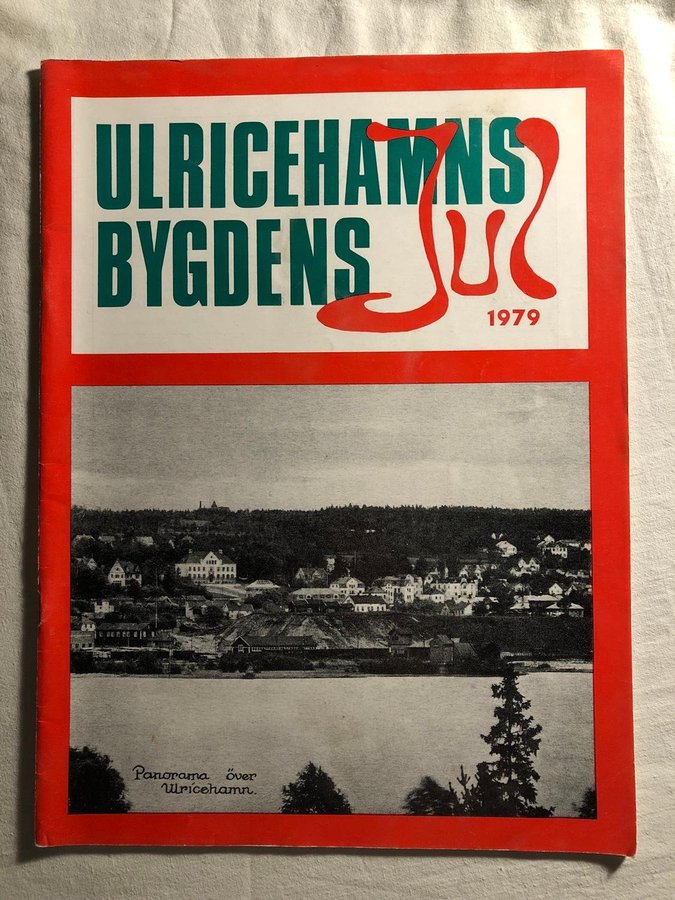 ULRICEHAMNS
BYGDENS Jul
1979
Panorama över
Ulricehamn.